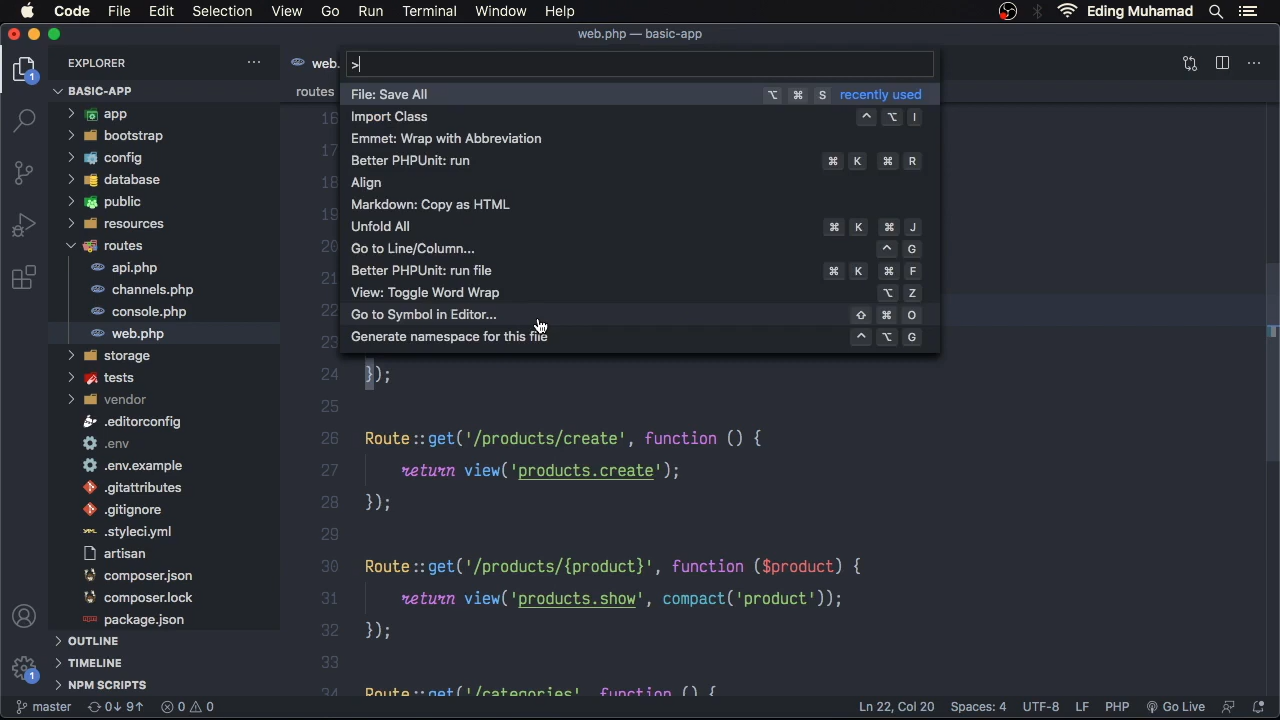 Code File Edit Selection View Go Run Terminal Window Help Eding Muhamad
web.php — basic-app
EXPLORER
web.
>
BASIC-APP
routes
app
bootstrap
config
database
public
resources
routes
api.php
channels.php
console.php
web.php
storage
tests
vendor
.editorconfig
.env
.env.example
.gitattributes
.gitignore
.styleci.yml
artisan
composer.json
composer.lock
package.json
OUTLINE
TIMELINE
NPM SCRIPTS
1
1
File: Save All ⌥ ⌘ S recently used
Import Class ^ ⌥ I
Emmet: Wrap with Abbreviation
Better PHPUnit: run ⌘ K ⌘ R
Align
Markdown: Copy as HTML
Unfold All ⌘ K ⌘ J
Go to Line/Column... ^ G
Better PHPUnit: run file ⌘ K ⌘ F
View: Toggle Word Wrap ⌥ Z
Go to Symbol in Editor... ⇧ ⌘ O
Generate namespace for this file ^ ⌥ G
16
17
18
19
20
21
22
23
24 });
25
26 Route::get('/products/create', function () {
27 return view('products.create');
28 });
29
30 Route::get('/products/{product}', function ($product) {
31 return view('products.show', compact('product'));
32 });
33
34 Route::get('/categories', function () {
master 0↓ 9↑ 0 0 Ln 22, Col 20 Spaces: 4 UTF-8 LF PHP Go Live